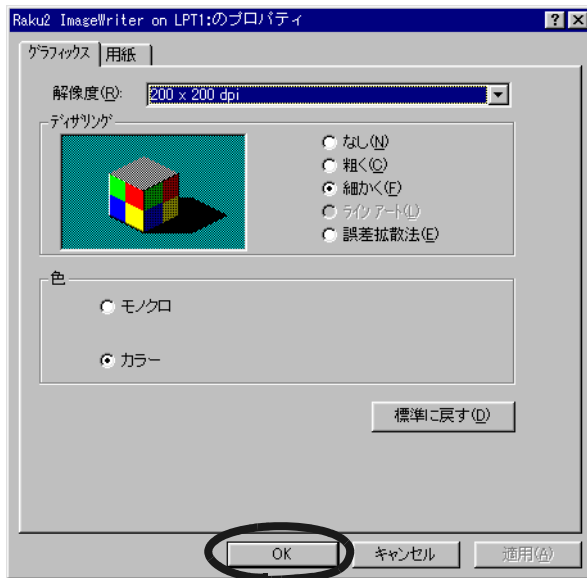 Raku2 ImageWriter on LPT1:のプロパティ
グラフィックス 用紙
解像度(R): 200 x 200 dpi
ディザリング
なし(N)
粗く(C)
細かく(F)
ライン アート(L)
誤差拡散法(E)
色
モノクロ
カラー
標準に戻す(D)
OK キャンセル 適用(A)